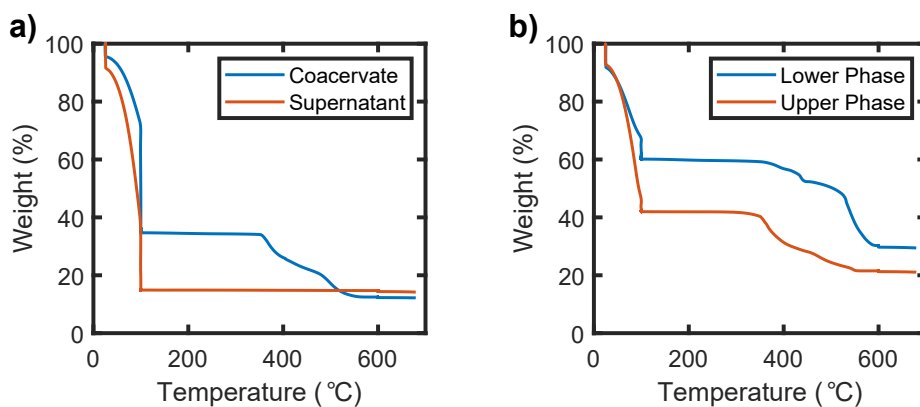 a)
100
80
60
40
20
0
0 200 400 600
Weight (%)
Temperature (℃)
Coacervate
Supernatant
b)
100
80
60
40
20
0
0 200 400 600
Weight (%)
Temperature (℃)
Lower Phase
Upper Phase